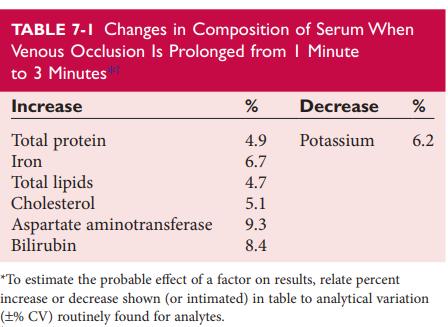 TABLE 7-1 Changes in Composition of Serum When
Venous Occlusion Is Prolonged from 1 Minute
to 3 Minutes*†
Increase % Decrease %
Total protein 4.9 Potassium 6.2
Iron 6.7
Total lipids 4.7
Cholesterol 5.1
Aspartate aminotransferase 9.3
Bilirubin 8.4
*To estimate the probable effect of a factor on results, relate percent
increase or decrease shown (or intimated) in table to analytical variation
(±% CV) routinely found for analytes.